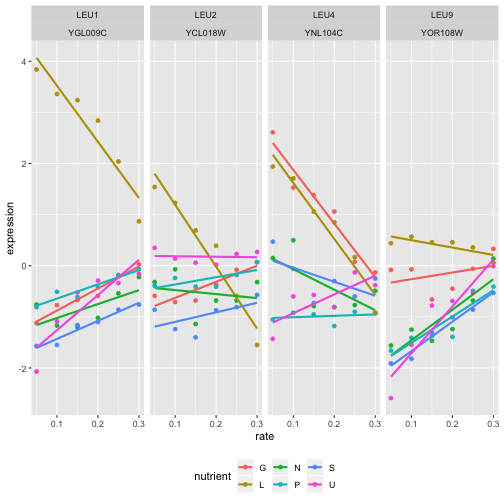 LEU1 LEU2 LEU4 LEU9
YGL009C YCL018W YNL104C YOR108W
4
2
0
-2
expression
0.1 0.2 0.3 0.1 0.2 0.3 0.1 0.2 0.3 0.1 0.2 0.3
rate
nutrient
G N S
L P U